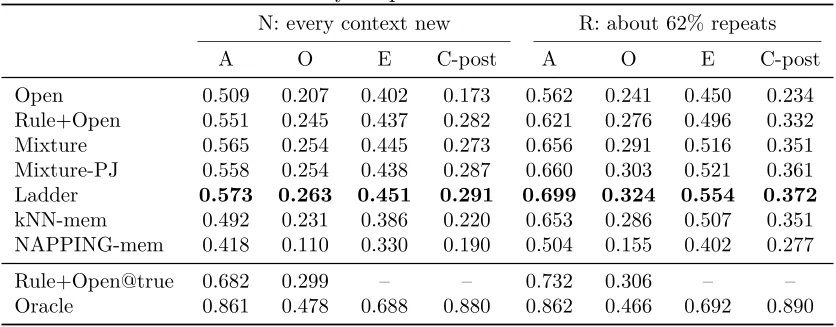 N: every context new R: about 62% repeats
A O E C-post A O E C-post
Open 0.509 0.207 0.402 0.173 0.562 0.241 0.450 0.234
Rule+Open 0.551 0.245 0.437 0.282 0.621 0.276 0.496 0.332
Mixture 0.565 0.254 0.445 0.273 0.656 0.291 0.516 0.351
Mixture-PJ 0.558 0.254 0.438 0.287 0.660 0.303 0.521 0.361
Ladder 0.573 0.263 0.451 0.291 0.699 0.324 0.554 0.372
kNN-mem 0.492 0.231 0.386 0.220 0.653 0.286 0.507 0.351
NAPPING-mem 0.418 0.110 0.330 0.190 0.504 0.155 0.402 0.277
Rule+Open@true 0.682 0.299 – – 0.732 0.306 – –
Oracle 0.861 0.478 0.688 0.880 0.862 0.466 0.692 0.890